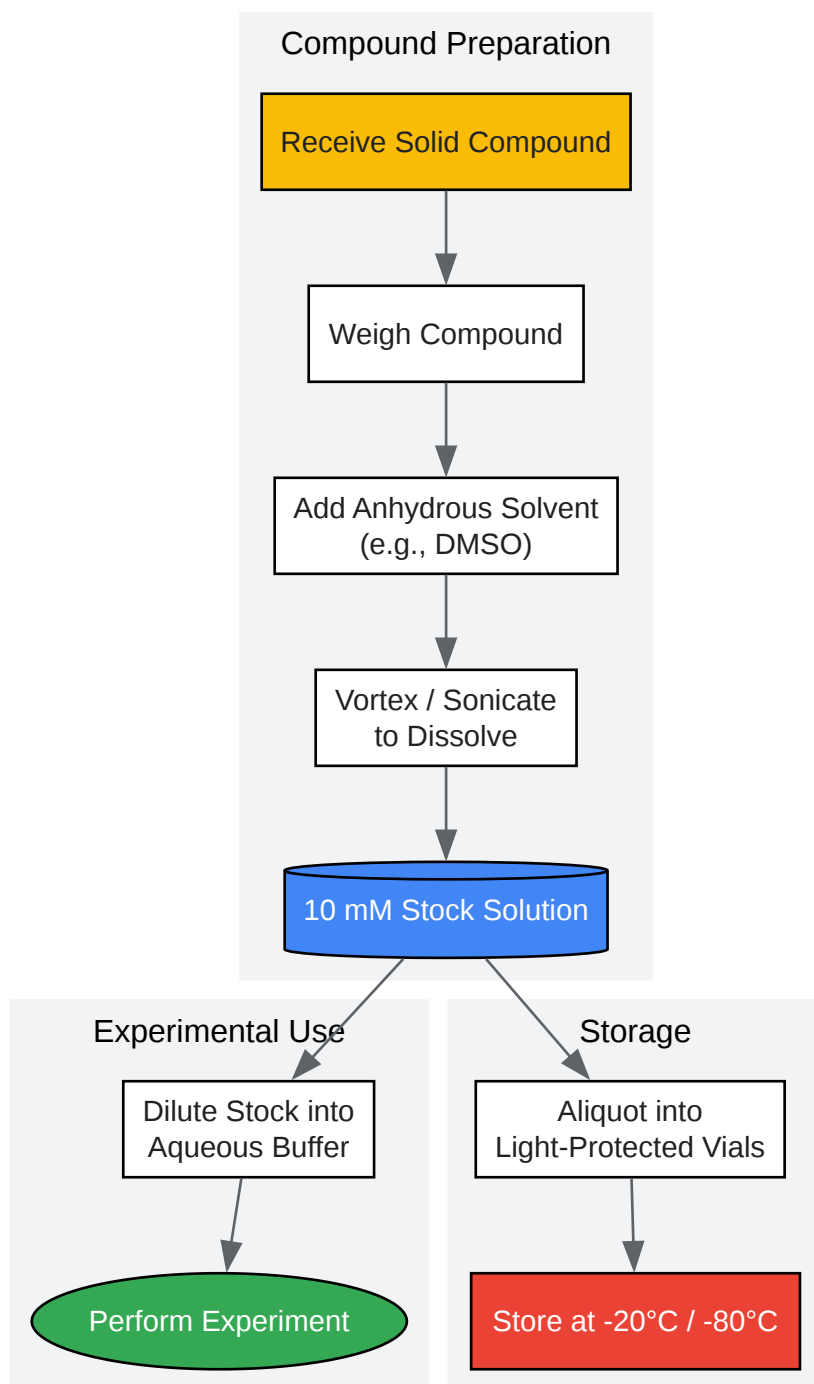 Compound Preparation
Receive Solid Compound
Weigh Compound
Add Anhydrous Solvent
(e.g., DMSO)
Vortex / Sonicate
to Dissolve
10 mM Stock Solution
Experimental Use
Dilute Stock into
Aqueous Buffer
Perform Experiment
Storage
Aliquot into
Light-Protected Vials
Store at -20°C / -80°C